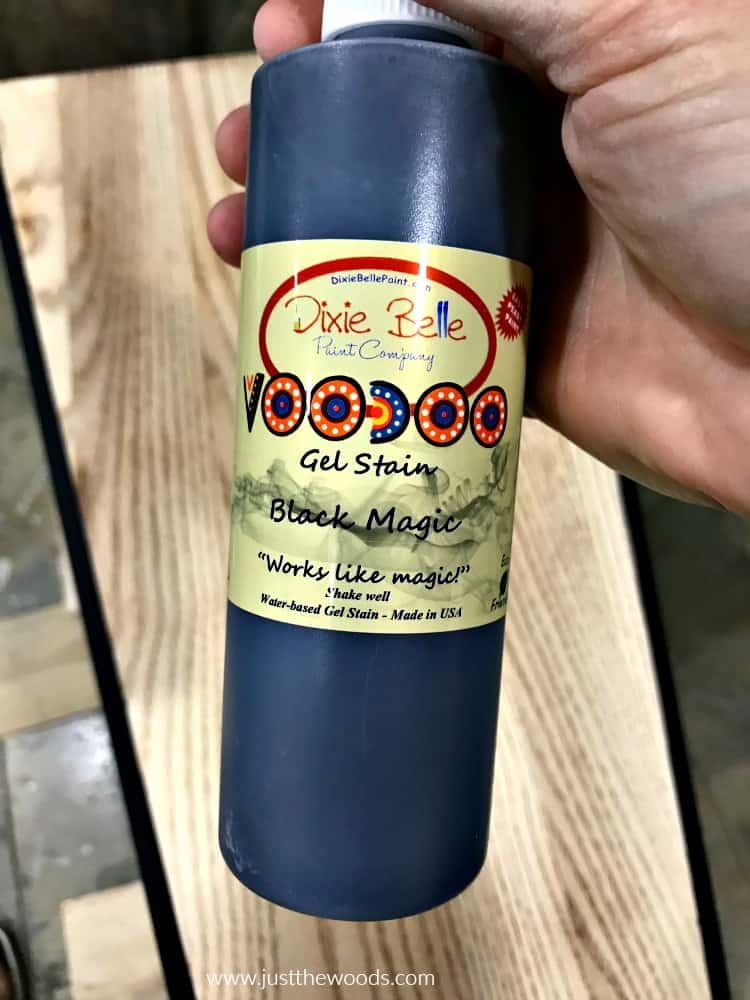 DixieBellePaint.com
Dixie Belle
Paint Company
VOODOO
Gel Stain
Black Magic
"Works like magic!"
Shake well
Water-based Gel Stain - Made in USA
www.justthewoods.com